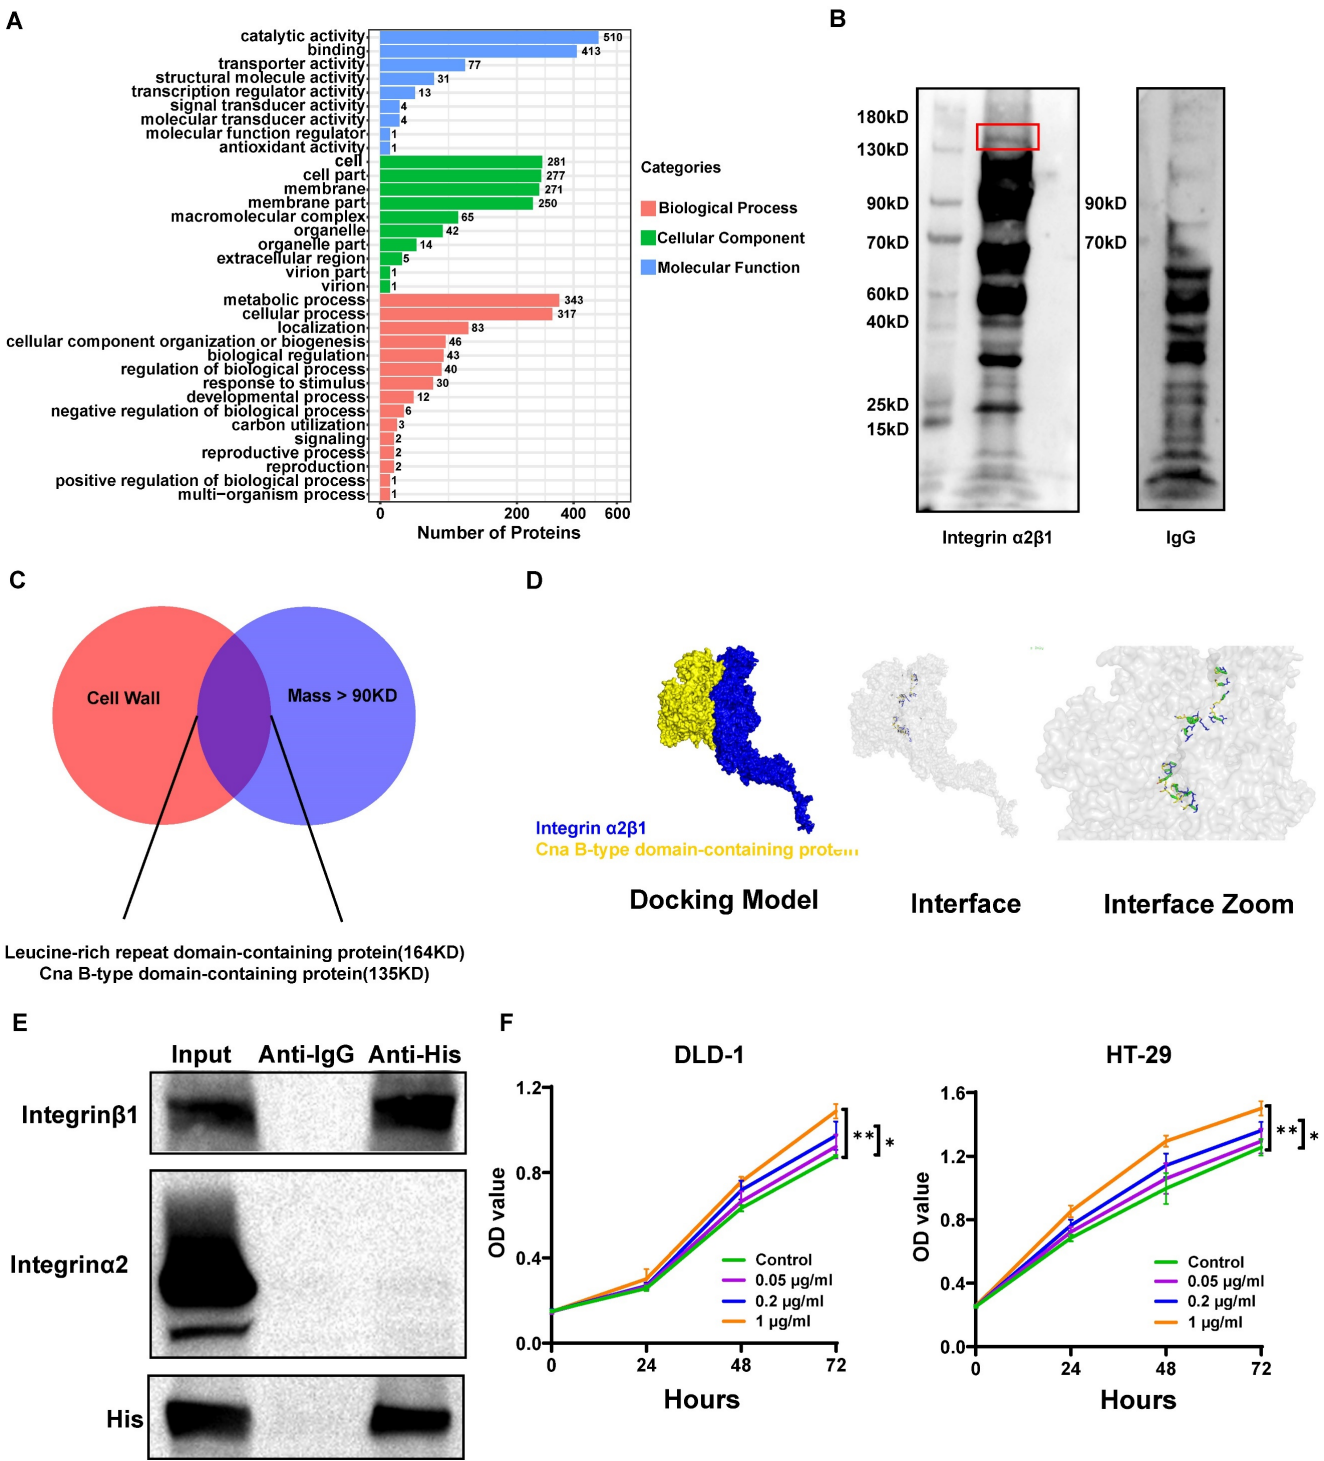 A
catalytic activity 510
binding 413
transporter activity 77
structural molecule activity 31
transcription regulator activity 13
signal transducer activity 4
molecular transducer activity 4
molecular function regulator 1
antioxidant activity 1
cell 281
cell part 277
membrane 271
membrane part 250
macromolecular complex 65
organelle 42
organelle part 14
extracellular region 5
virion part 1
virion 1
metabolic process 343
cellular process 317
localization 83
cellular component organization or biogenesis 46
biological regulation 43
regulation of biological process 40
response to stimulus 30
developmental process 12
negative regulation of biological process 6
carbon utilization 3
signaling 2
reproductive process 2
reproduction 2
positive regulation of biological process 1
multi−organism process 1
0 200 400 600
Number of Proteins
Categories
Biological Process
Cellular Component
Molecular Function
B
180kD
130kD
90kD
70kD
60kD
40kD
25kD
15kD
90kD
70kD
Integrin α2β1
IgG
C
Cell Wall
Mass > 90KD
Leucine-rich repeat domain-containing protein(164KD)
Cna B-type domain-containing protein(135KD)
D
Integrin α2β1
Cna B-type domain-containing protein
Docking Model
Interface
Interface Zoom
E
Input Anti-IgG Anti-His
Integrinβ1
Integrinα2
His
F
DLD-1
OD value
1.2
0.8
0.4
0.0
0 24 48 72
Hours
** *
Control
0.05 µg/ml
0.2 µg/ml
1 µg/ml
HT-29
OD value
1.6
1.2
0.8
0.4
0.0
0 24 48 72
Hours
** *
Control
0.05 µg/ml
0.2 µg/ml
1 µg/ml